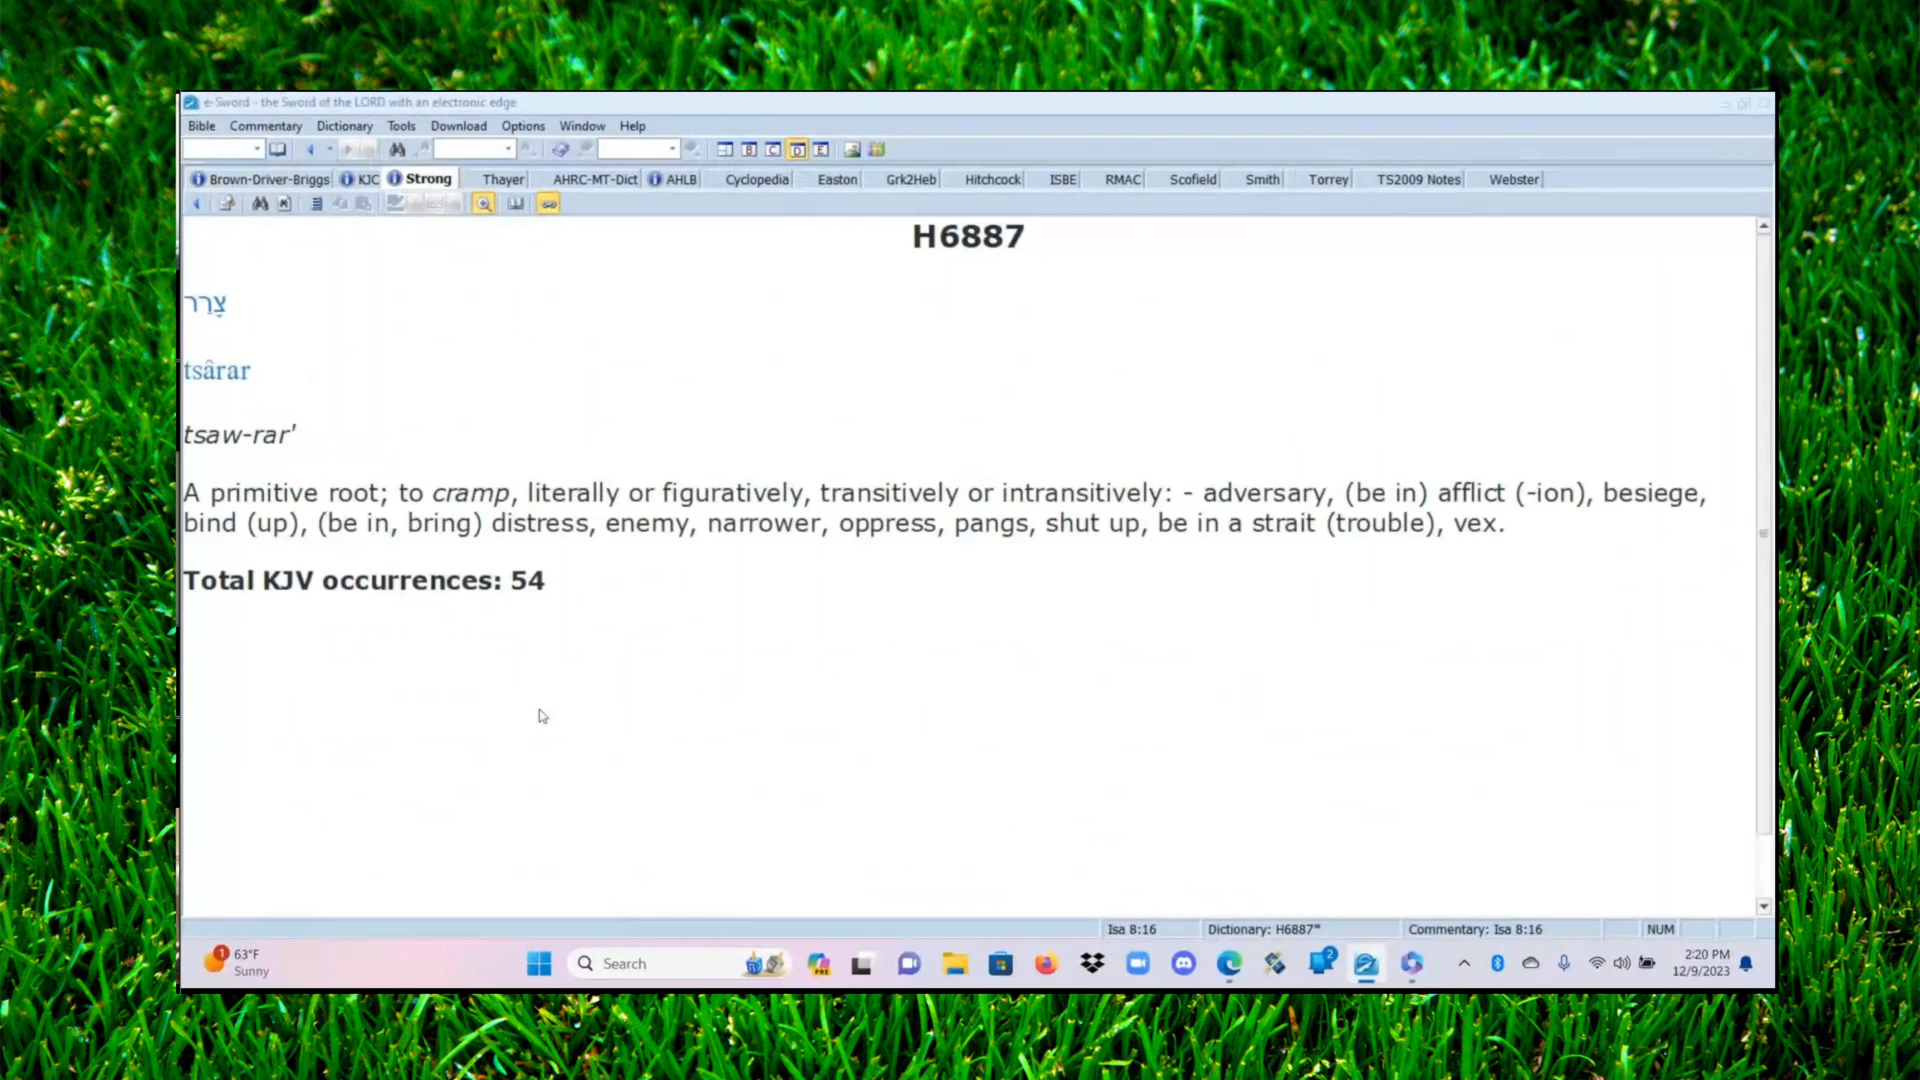 e-Sword - the Sword of the LORD with an electronic edge
Bible Commentary Dictionary Tools Download Options Window Help
B C D E
Brown-Driver-Briggs KJC Strong Thayer AHRC-MT-Dict AHLB Cyclopedia Easton Grk2Heb Hitchcock ISBE RMAC Scofield Smith Torrey TS2009 Notes Webster
H6887
צָרַר
tsârar
tsaw-rar'
A primitive root; to cramp, literally or figuratively, transitively or intransitively: - adversary, (be in) afflict (-ion), besiege,
bind (up), (be in, bring) distress, enemy, narrower, oppress, pangs, shut up, be in a strait (trouble), vex.
Total KJV occurrences: 54
Isa 8:16 Dictionary: H6887* Commentary: Isa 8:16 NUM
1 63°F
Sunny
Search
PRE
2
2:20 PM
12/9/2023